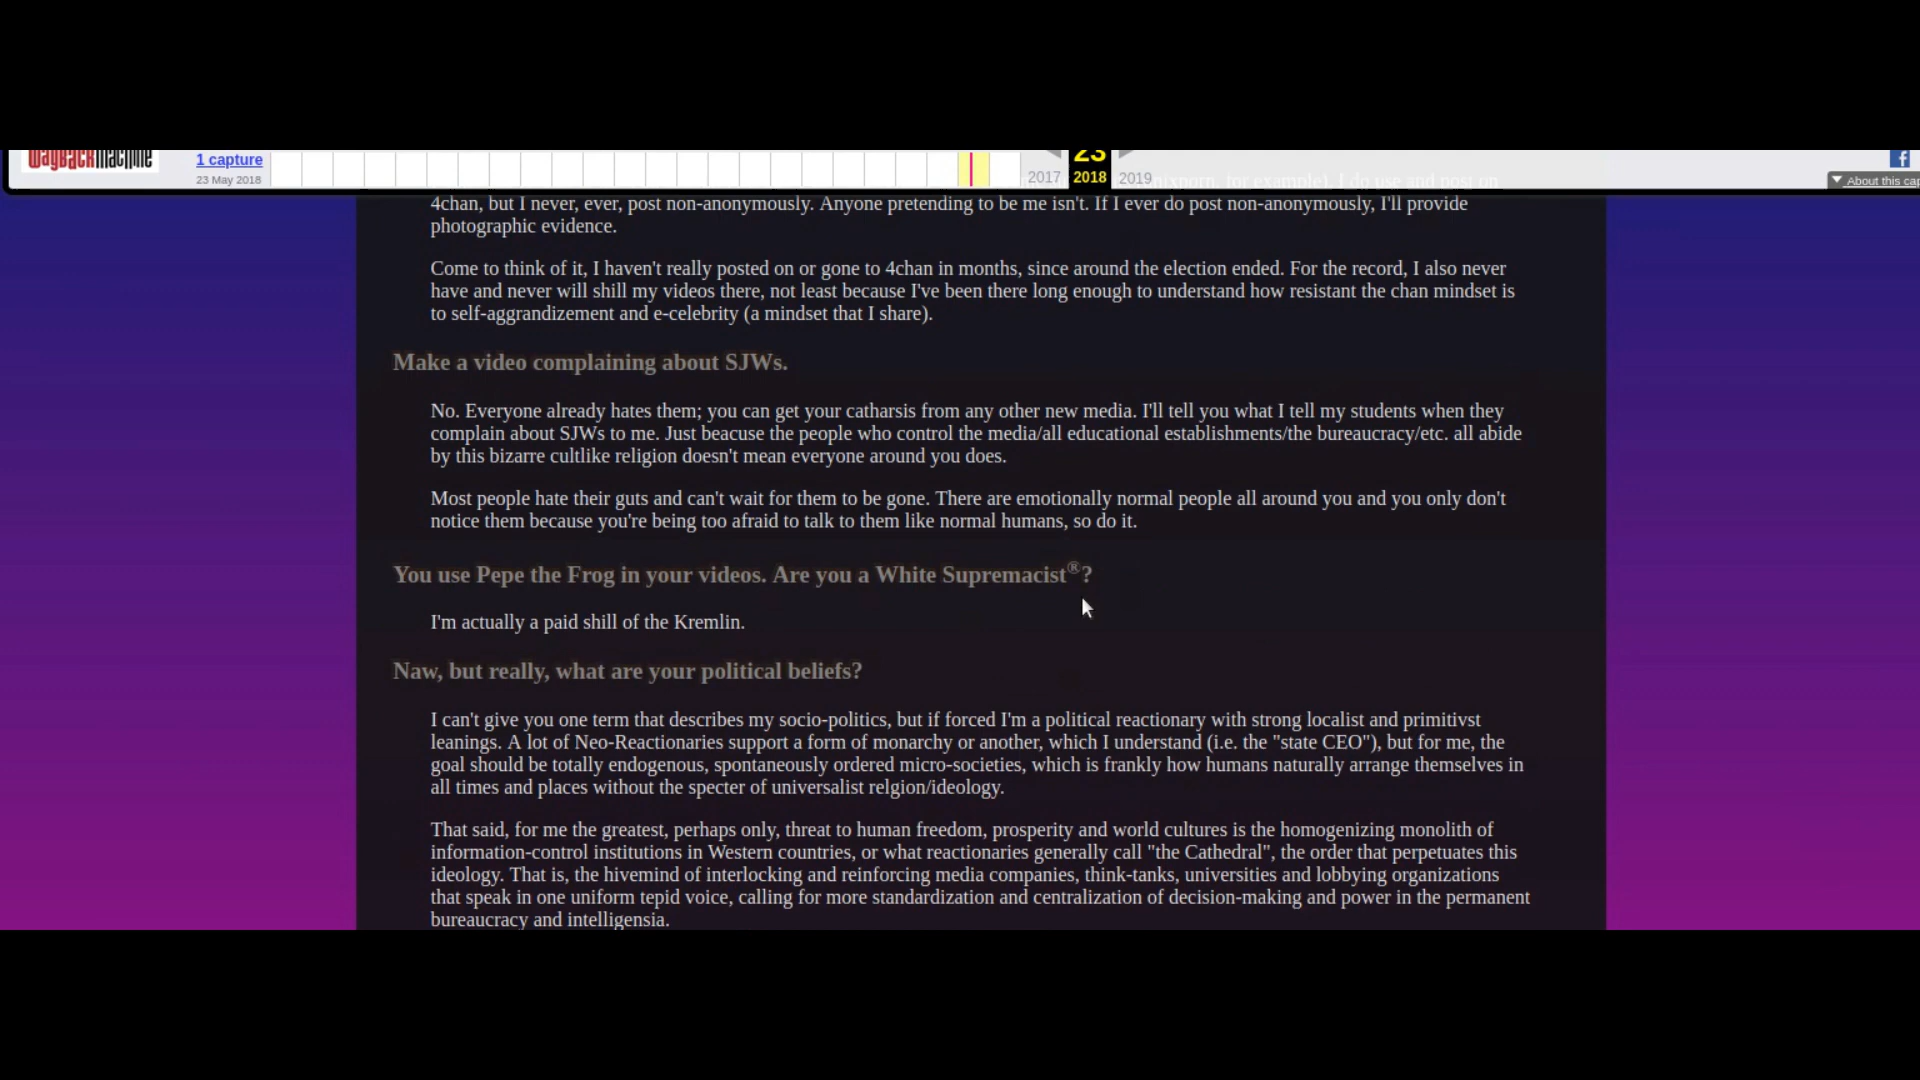 WayBackMachine
1 capture
23 May 2018
2017
23
2018
2019
About this cap
nixporn, for example). I do use and post on
4chan, but I never, ever, post non-anonymously. Anyone pretending to be me isn't. If I ever do post non-anonymously, I'll provide
photographic evidence.
Come to think of it, I haven't really posted on or gone to 4chan in months, since around the election ended. For the record, I also never
have and never will shill my videos there, not least because I've been there long enough to understand how resistant the chan mindset is
to self-aggrandizement and e-celebrity (a mindset that I share).
Make a video complaining about SJWs.
No. Everyone already hates them; you can get your catharsis from any other new media. I'll tell you what I tell my students when they
complain about SJWs to me. Just beacuse the people who control the media/all educational establishments/the bureaucracy/etc. all abide
by this bizarre cultlike religion doesn't mean everyone around you does.
Most people hate their guts and can't wait for them to be gone. There are emotionally normal people all around you and you only don't
notice them because you're being too afraid to talk to them like normal humans, so do it.
You use Pepe the Frog in your videos. Are you a White Supremacist®?
I'm actually a paid shill of the Kremlin.
Naw, but really, what are your political beliefs?
I can't give you one term that describes my socio-politics, but if forced I'm a political reactionary with strong localist and primitivst
leanings. A lot of Neo-Reactionaries support a form of monarchy or another, which I understand (i.e. the "state CEO"), but for me, the
goal should be totally endogenous, spontaneously ordered micro-societies, which is frankly how humans naturally arrange themselves in
all times and places without the specter of universalist relgion/ideology.
That said, for me the greatest, perhaps only, threat to human freedom, prosperity and world cultures is the homogenizing monolith of
information-control institutions in Western countries, or what reactionaries generally call "the Cathedral", the order that perpetuates this
ideology. That is, the hivemind of interlocking and reinforcing media companies, think-tanks, universities and lobbying organizations
that speak in one uniform tepid voice, calling for more standardization and centralization of decision-making and power in the permanent
bureaucracy and intelligensia.